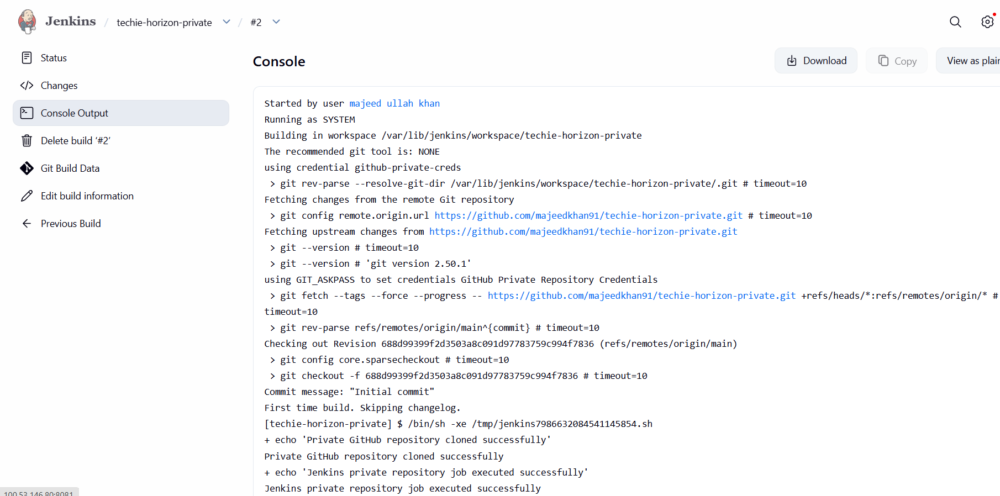 Jenkins / techie-horizon-private / #2
Status
Changes
Console Output
Delete build ‘#2’
Git Build Data
Edit build information
Previous Build
Console
Download
Copy
View as plain
Started by user majeed ullah khan
Running as SYSTEM
Building in workspace /var/lib/jenkins/workspace/techie-horizon-private
The recommended git tool is: NONE
using credential github-private-creds
> git rev-parse --resolve-git-dir /var/lib/jenkins/workspace/techie-horizon-private/.git # timeout=10
Fetching changes from the remote Git repository
> git config remote.origin.url https://github.com/majeedkhan91/techie-horizon-private.git # timeout=10
Fetching upstream changes from https://github.com/majeedkhan91/techie-horizon-private.git
> git --version # timeout=10
> git --version # 'git version 2.50.1'
using GIT_ASKPASS to set credentials GitHub Private Repository Credentials
> git fetch --tags --force --progress -- https://github.com/majeedkhan91/techie-horizon-private.git +refs/heads/*:refs/remotes/origin/* #
timeout=10
> git rev-parse refs/remotes/origin/main^{commit} # timeout=10
Checking out Revision 688d99399f2d3503a8c091d97783759c994f7836 (refs/remotes/origin/main)
> git config core.sparsecheckout # timeout=10
> git checkout -f 688d99399f2d3503a8c091d97783759c994f7836 # timeout=10
Commit message: "Initial commit"
First time build. Skipping changelog.
[techie-horizon-private] $ /bin/sh -xe /tmp/jenkins7986632084541145854.sh
+ echo 'Private GitHub repository cloned successfully'
Private GitHub repository cloned successfully
+ echo 'Jenkins private repository job executed successfully'
Jenkins private repository job executed successfully
100.53.146.80:8081